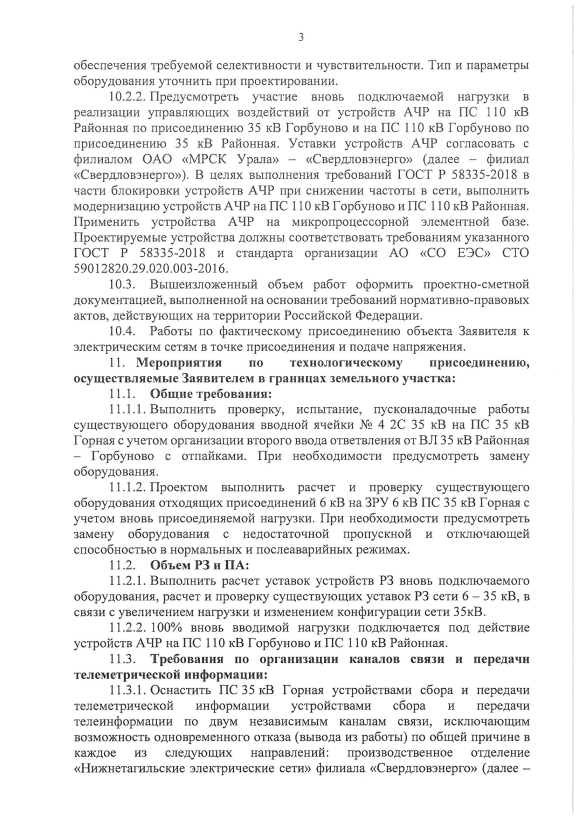 3
обеспечения требуемой селективности и чувствительности. Тип и параметры
оборудования уточнить при проектировании.
10.2.2. Предусмотреть участие вновь подключаемой нагрузки в
реализации управляющих воздействий от устройств АЧР на ПС 110 кВ
Районная по присоединению 35 кВ Горбуново и на ПС 110 кВ Горбуново по
присоединению 35 кВ Районная. Уставки устройств АЧР согласовать с
филиалом ОАО «МРСК Урала» – «Свердловэнерго» (далее – филиал
«Свердловэнерго»). В целях выполнения требований ГОСТ Р 58335-2018 в
части блокировки устройств АЧР при снижении частоты в сети, выполнить
модернизацию устройств АЧР на ПС 110 кВ Горбуново и ПС 110 кВ Районная.
Применить устройства АЧР на микропроцессорной элементной базе.
Проектируемые устройства должны соответствовать требованиям указанного
ГОСТ Р 58335-2018 и стандарта организации АО «СО ЕЭС» СТО
59012820.29.020.003-2016.
10.3. Вышеизложенный объем работ оформить проектно-сметной
документацией, выполненной на основании требований нормативно-правовых
актов, действующих на территории Российской Федерации.
10.4. Работы по фактическому присоединению объекта Заявителя к
электрическим сетям в точке присоединения и подаче напряжения.
11. Мероприятия по технологическому присоединению,
осуществляемые Заявителем в границах земельного участка:
11.1. Общие требования:
11.1.1. Выполнить проверку, испытание, пусконаладочные работы
существующего оборудования вводной ячейки № 4 2С 35 кВ на ПС 35 кВ
Горная с учетом организации второго ввода ответвления от ВЛ 35 кВ Районная
– Горбуново с отпайками. При необходимости предусмотреть замену
оборудования.
11.1.2. Проектом выполнить расчет и проверку существующего
оборудования отходящих присоединений 6 кВ на ЗРУ 6 кВ ПС 35 кВ Горная с
учетом вновь присоединяемой нагрузки. При необходимости предусмотреть
замену оборудования с недостаточной пропускной и отключающей
способностью в нормальных и послеаварийных режимах.
11.2. Объем РЗ и ПА:
11.2.1. Выполнить расчет уставок устройств РЗ вновь подключаемого
оборудования, расчет и проверку существующих уставок РЗ сети 6 – 35 кВ, в
связи с увеличением нагрузки и изменением конфигурации сети 35кВ.
11.2.2. 100% вновь вводимой нагрузки подключается под действие
устройств АЧР на ПС 110 кВ Горбуново и ПС 110 кВ Районная.
11.3. Требования по организации каналов связи и передачи
телеметрической информации:
11.3.1. Оснастить ПС 35 кВ Горная устройствами сбора и передачи
телеметрической информации устройствами сбора и передачи
телеинформации по двум независимым каналам связи, исключающим
возможность одновременного отказа (вывода из работы) по общей причине в
каждое из следующих направлений: производственное отделение
«Нижнетагильские электрические сети» филиала «Свердловэнерго» (далее –